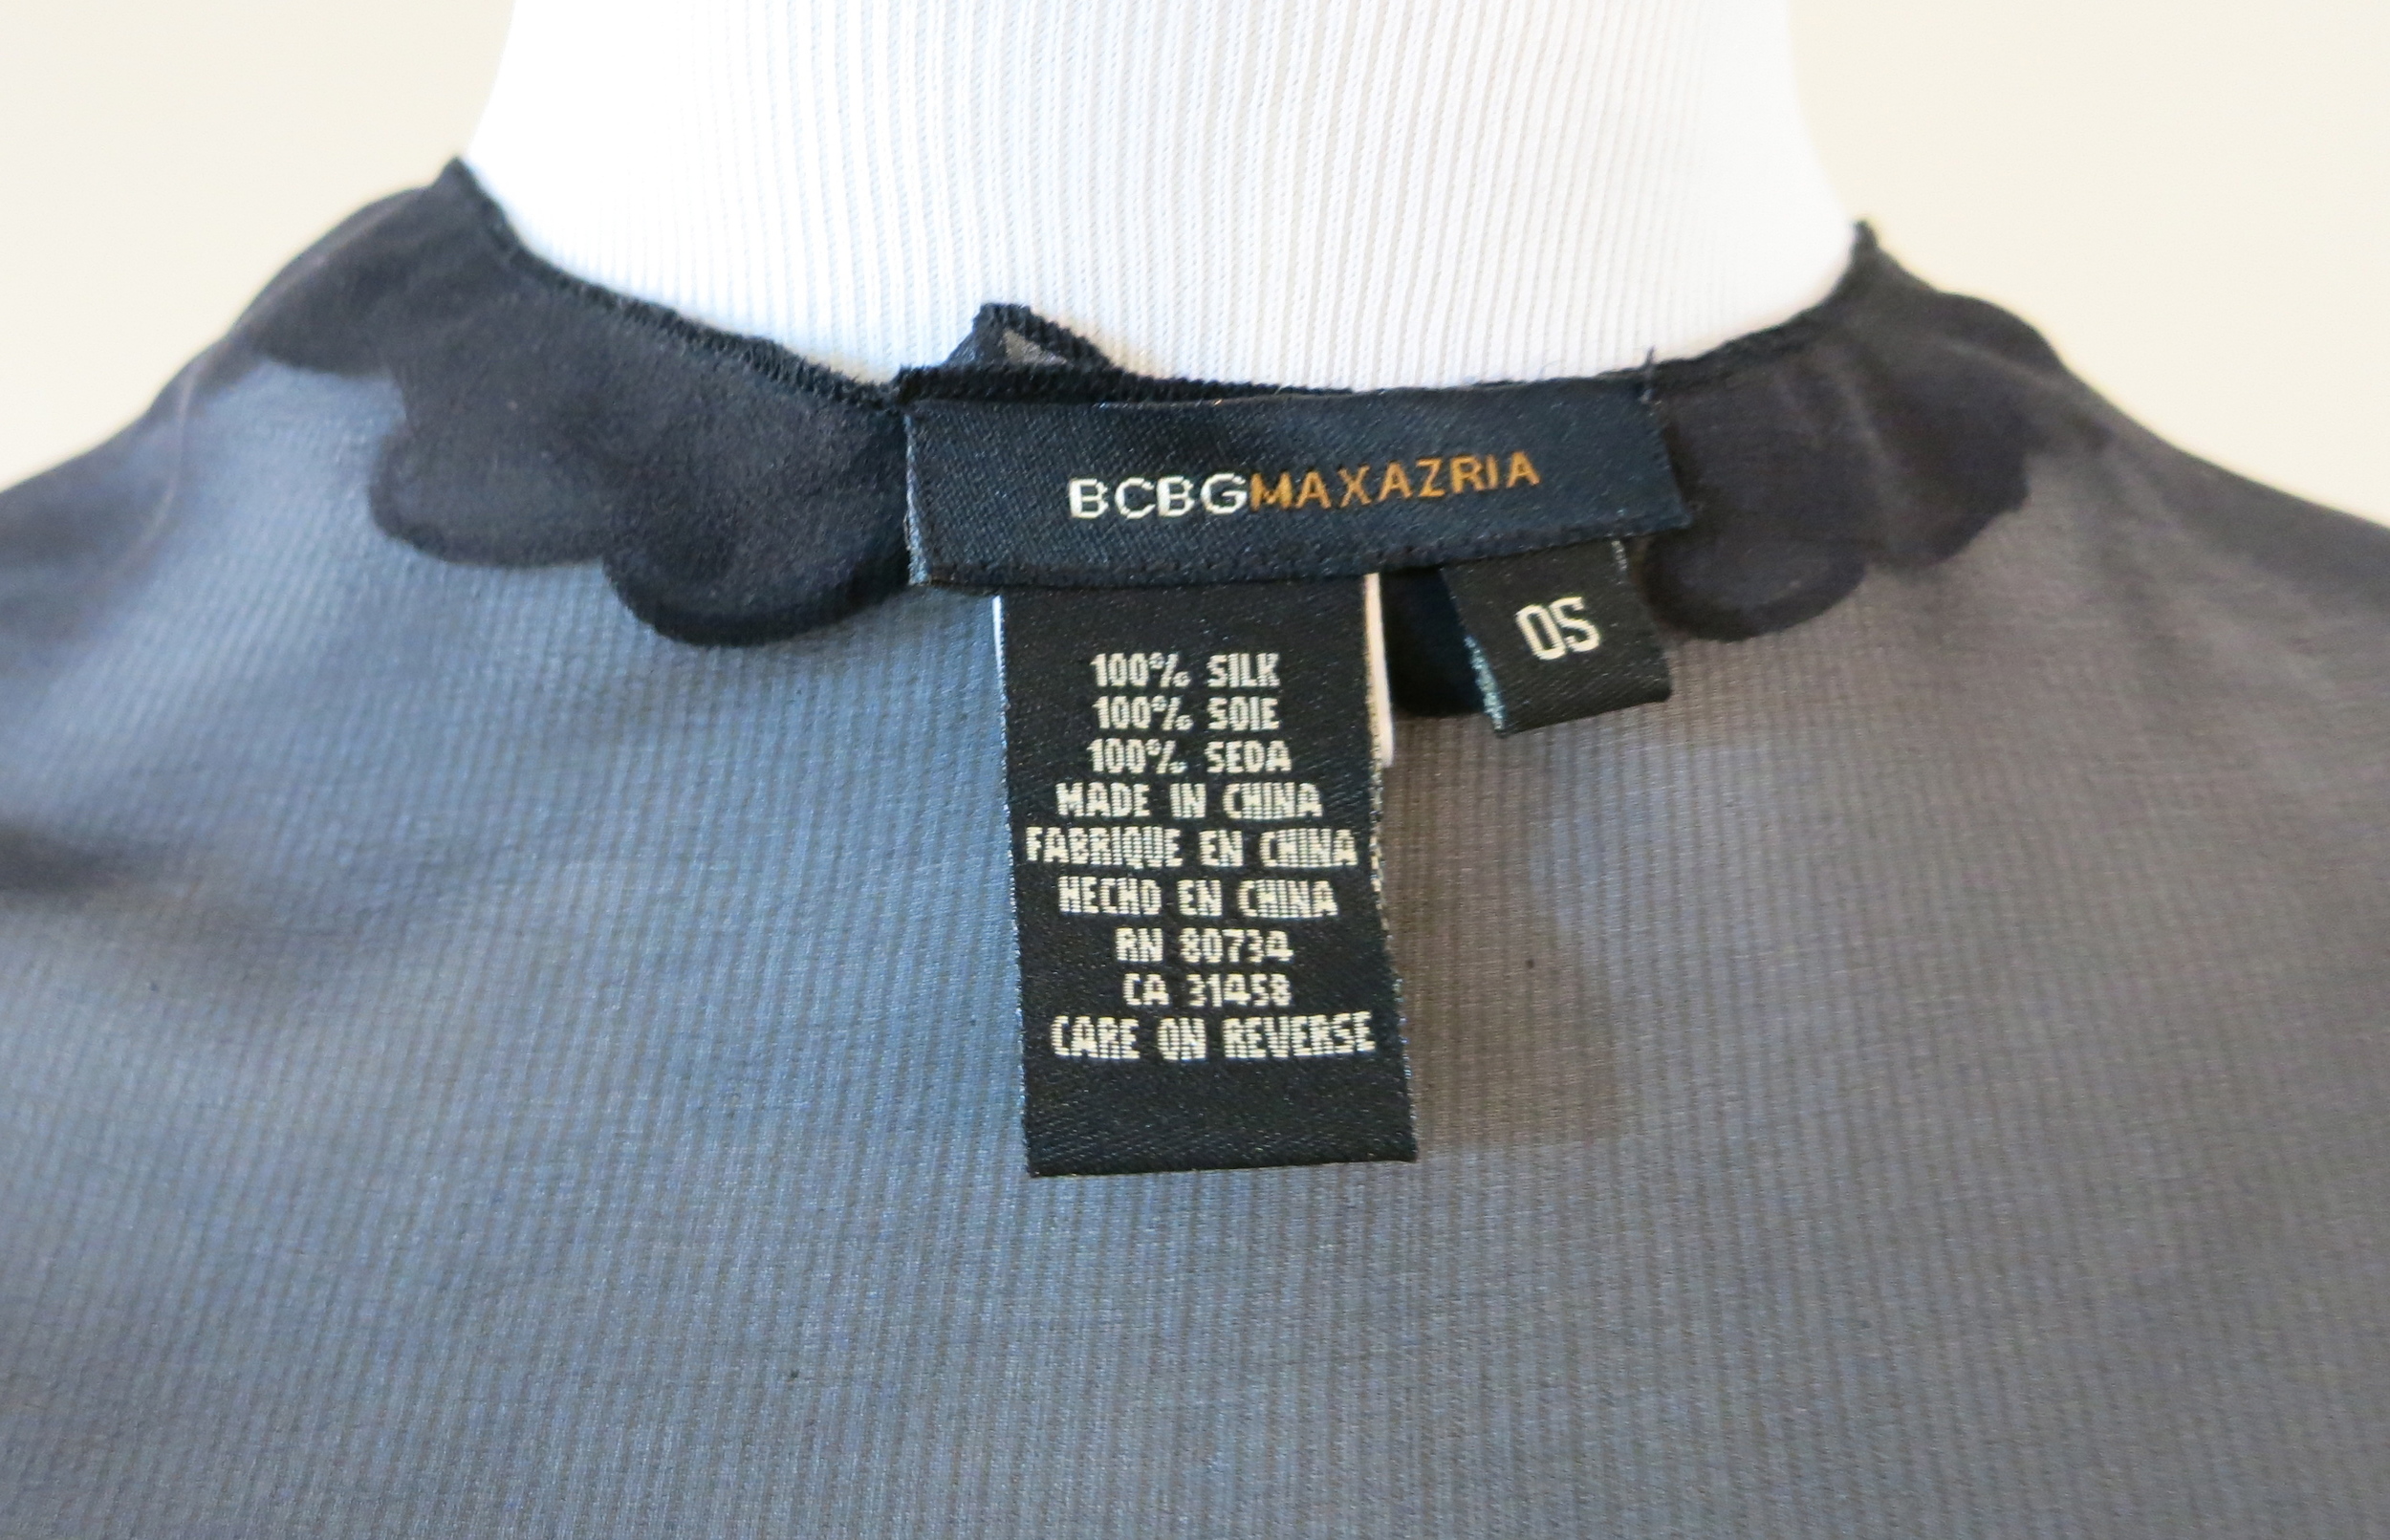 BCBGMAXAZRIA
OS
100% SILK
100% SOIE
100% SEDA
MADE IN CHINA
FABRIQUE EN CHINA
HECHO EN CHINA
RN 80734
CA 31458
CARE ON REVERSE